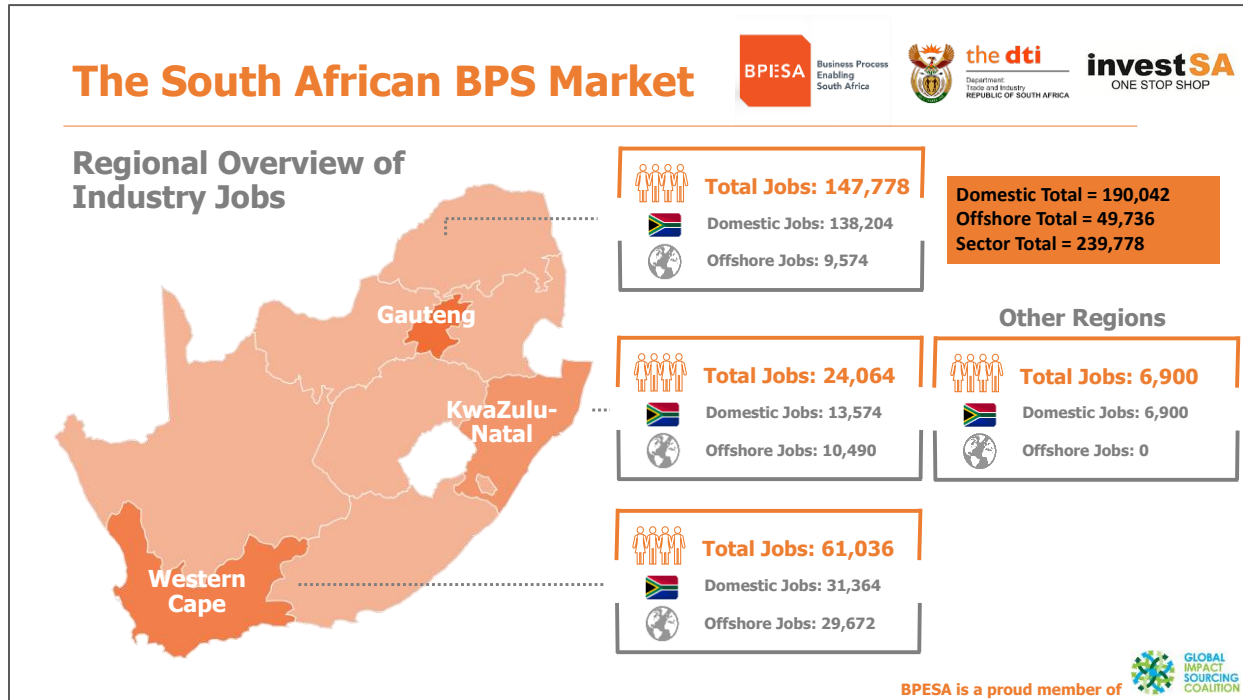 The South African BPS Market
BPESA
Business Process
Enabling
South Africa
the dti
Department:
Trade and Industry
REPUBLIC OF SOUTH AFRICA
investSA
ONE STOP SHOP
Regional Overview of
Industry Jobs
Total Jobs: 147,778
Domestic Jobs: 138,204
Offshore Jobs: 9,574
Domestic Total = 190,042
Offshore Total = 49,736
Sector Total = 239,778
Gauteng
KwaZulu-
Natal
Western
Cape
Total Jobs: 24,064
Domestic Jobs: 13,574
Offshore Jobs: 10,490
Other Regions
Total Jobs: 6,900
Domestic Jobs: 6,900
Offshore Jobs: 0
Total Jobs: 61,036
Domestic Jobs: 31,364
Offshore Jobs: 29,672
BPESA is a proud member of
GLOBAL
IMPACT
SOURCING
COALITION